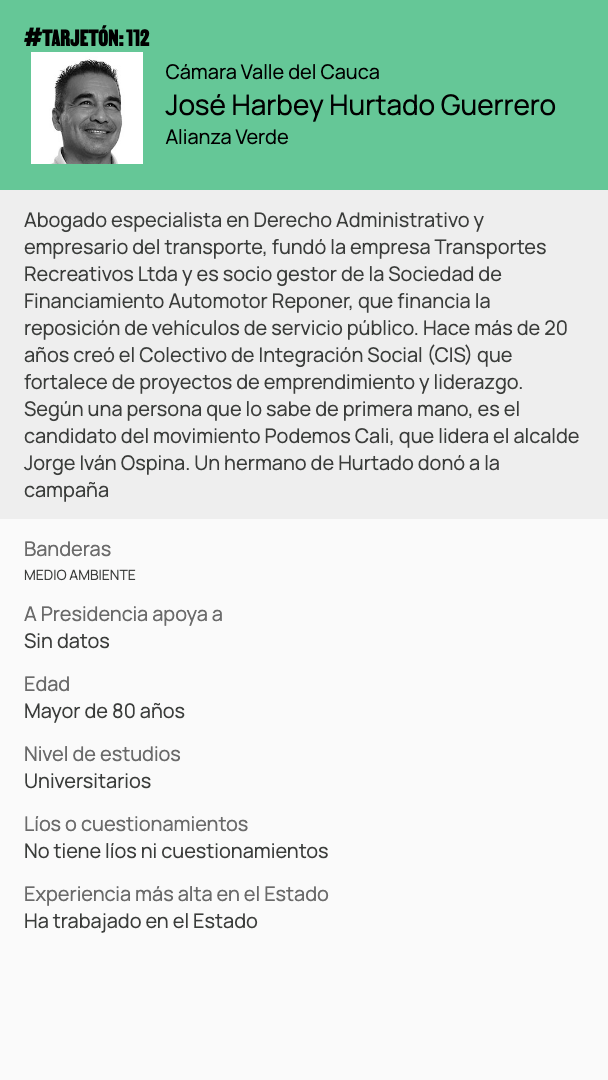 #TARJETÓN: 112
Cámara Valle del Cauca
José Harbey Hurtado Guerrero
Alianza Verde
Abogado especialista en Derecho Administrativo y
empresario del transporte, fundó la empresa Transportes
Recreativos Ltda y es socio gestor de la Sociedad de
Financiamiento Automotor Reponer, que financia la
reposición de vehículos de servicio público. Hace más de 20
años creó el Colectivo de Integración Social (CIS) que
fortalece de proyectos de emprendimiento y liderazgo.
Según una persona que lo sabe de primera mano, es el
candidato del movimiento Podemos Cali, que lidera el alcalde
Jorge Iván Ospina. Un hermano de Hurtado donó a la
campaña
Banderas
MEDIO AMBIENTE
A Presidencia apoya a
Sin datos
Edad
Mayor de 80 años
Nivel de estudios
Universitarios
Líos o cuestionamientos
No tiene líos ni cuestionamientos
Experiencia más alta en el Estado
Ha trabajado en el Estado